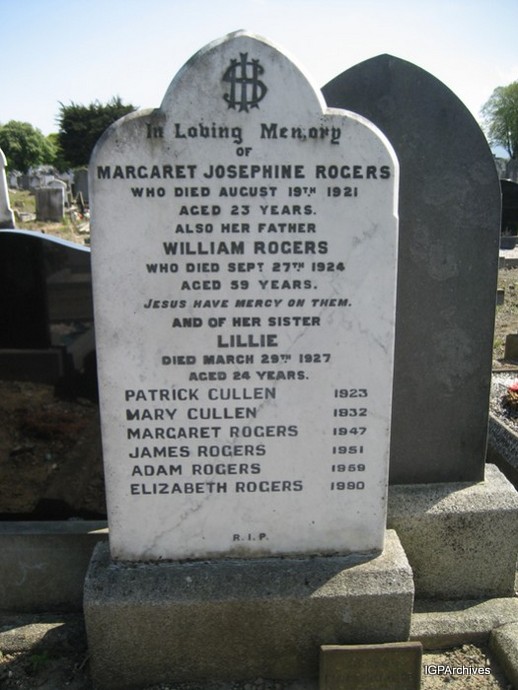 IHS
In Loving Memory
OF
MARGARET JOSEPHINE ROGERS
WHO DIED AUGUST 19TH 1921
AGED 23 YEARS.
ALSO HER FATHER
WILLIAM ROGERS
WHO DIED SEPT 27TH 1924
AGED 59 YEARS.
JESUS HAVE MERCY ON THEM.
AND OF HER SISTER
LILLIE
DIED MARCH 29TH 1927
AGED 24 YEARS.
PATRICK CULLEN 1923
MARY CULLEN 1932
MARGARET ROGERS 1947
JAMES ROGERS 1951
ADAM ROGERS 1959
ELIZABETH ROGERS 1990
R.I.P.
IGPArchives